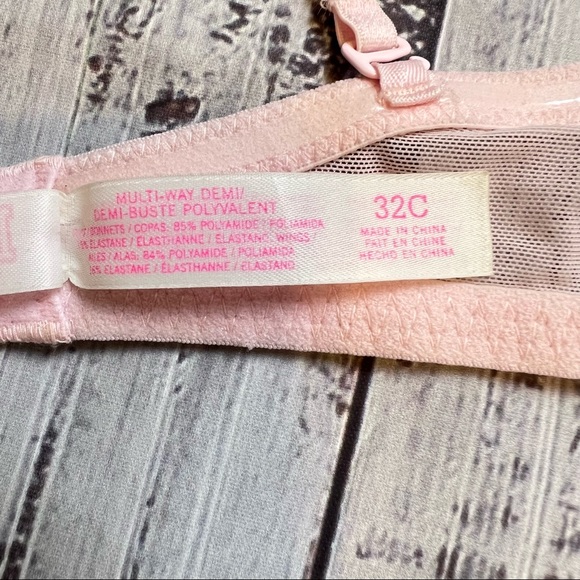 MULTI-WAY DEMI/
DEMI-BUSTE POLYVALENT
BONNETS / COPAS: 85% POLYAMIDE / POLIAMIDA
ELASTANE / ÉLASTHANNE / ELASTANO, WINGS /
AILES / ALAS: 84% POLYAMIDE / POLIAMIDA
16% ELASTANE / ÉLASTHANNE / ELASTANO
32C
MADE IN CHINA
FAIT EN CHINE
HECHO EN CHINA